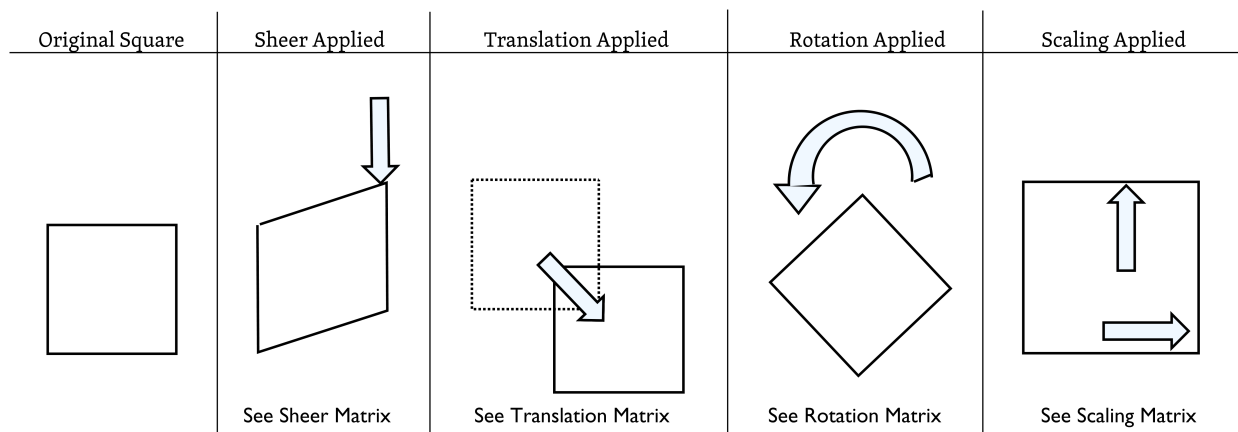 Original Square
Sheer Applied
Translation Applied
Rotation Applied
Scaling Applied
See Sheer Matrix
See Translation Matrix
See Rotation Matrix
See Scaling Matrix